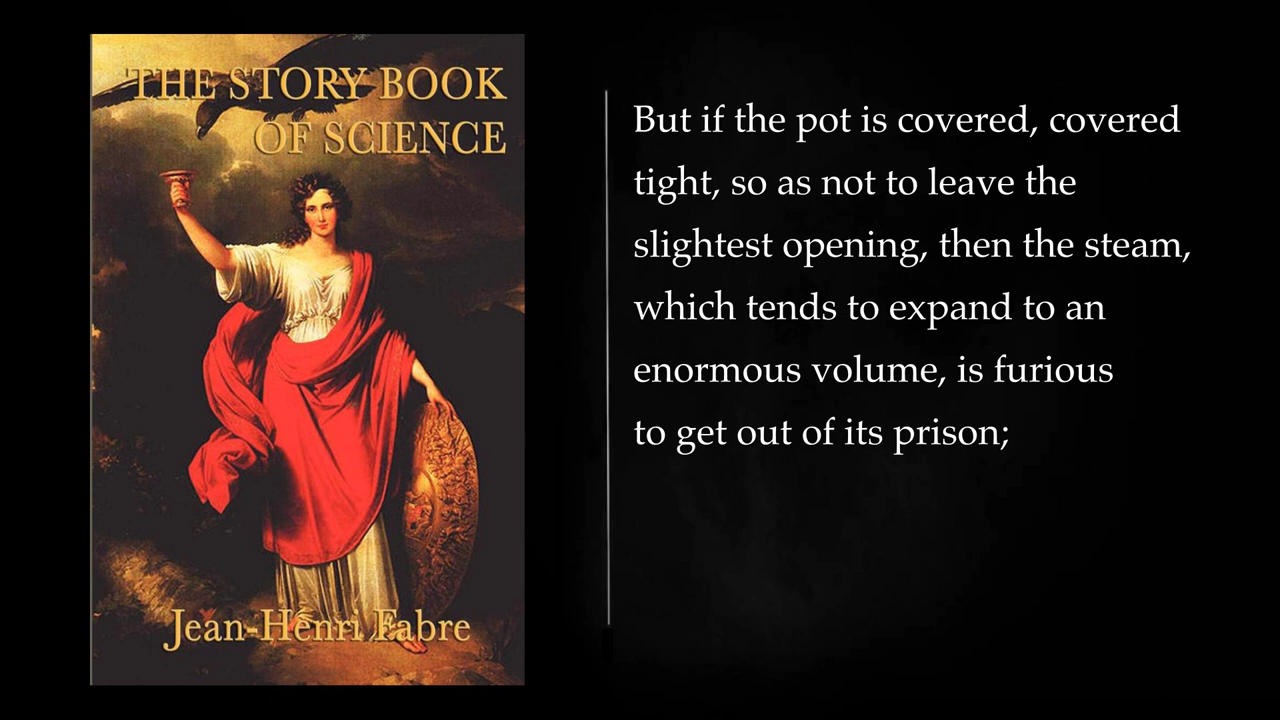 THE STORY BOOK
OF SCIENCE
Jean-Henri Fabre
But if the pot is covered, covered
tight, so as not to leave the
slightest opening, then the steam,
which tends to expand to an
enormous volume, is furious
to get out of its prison;